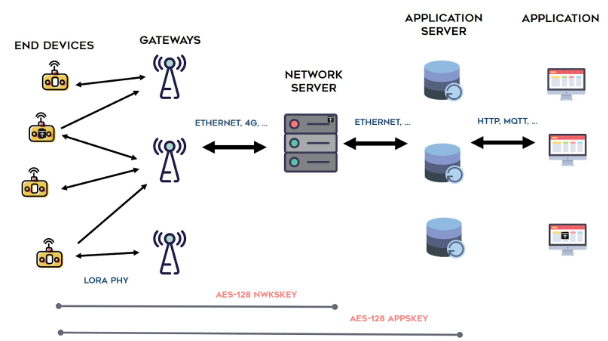 END DEVICES
GATEWAYS
NETWORK
SERVER
APPLICATION
SERVER
APPLICATION
ETHERNET, 4G, ...
ETHERNET, ...
HTTP, MQTT, ...
LORA PHY
AES-128 NWKSKEY
AES-128 APPSKEY